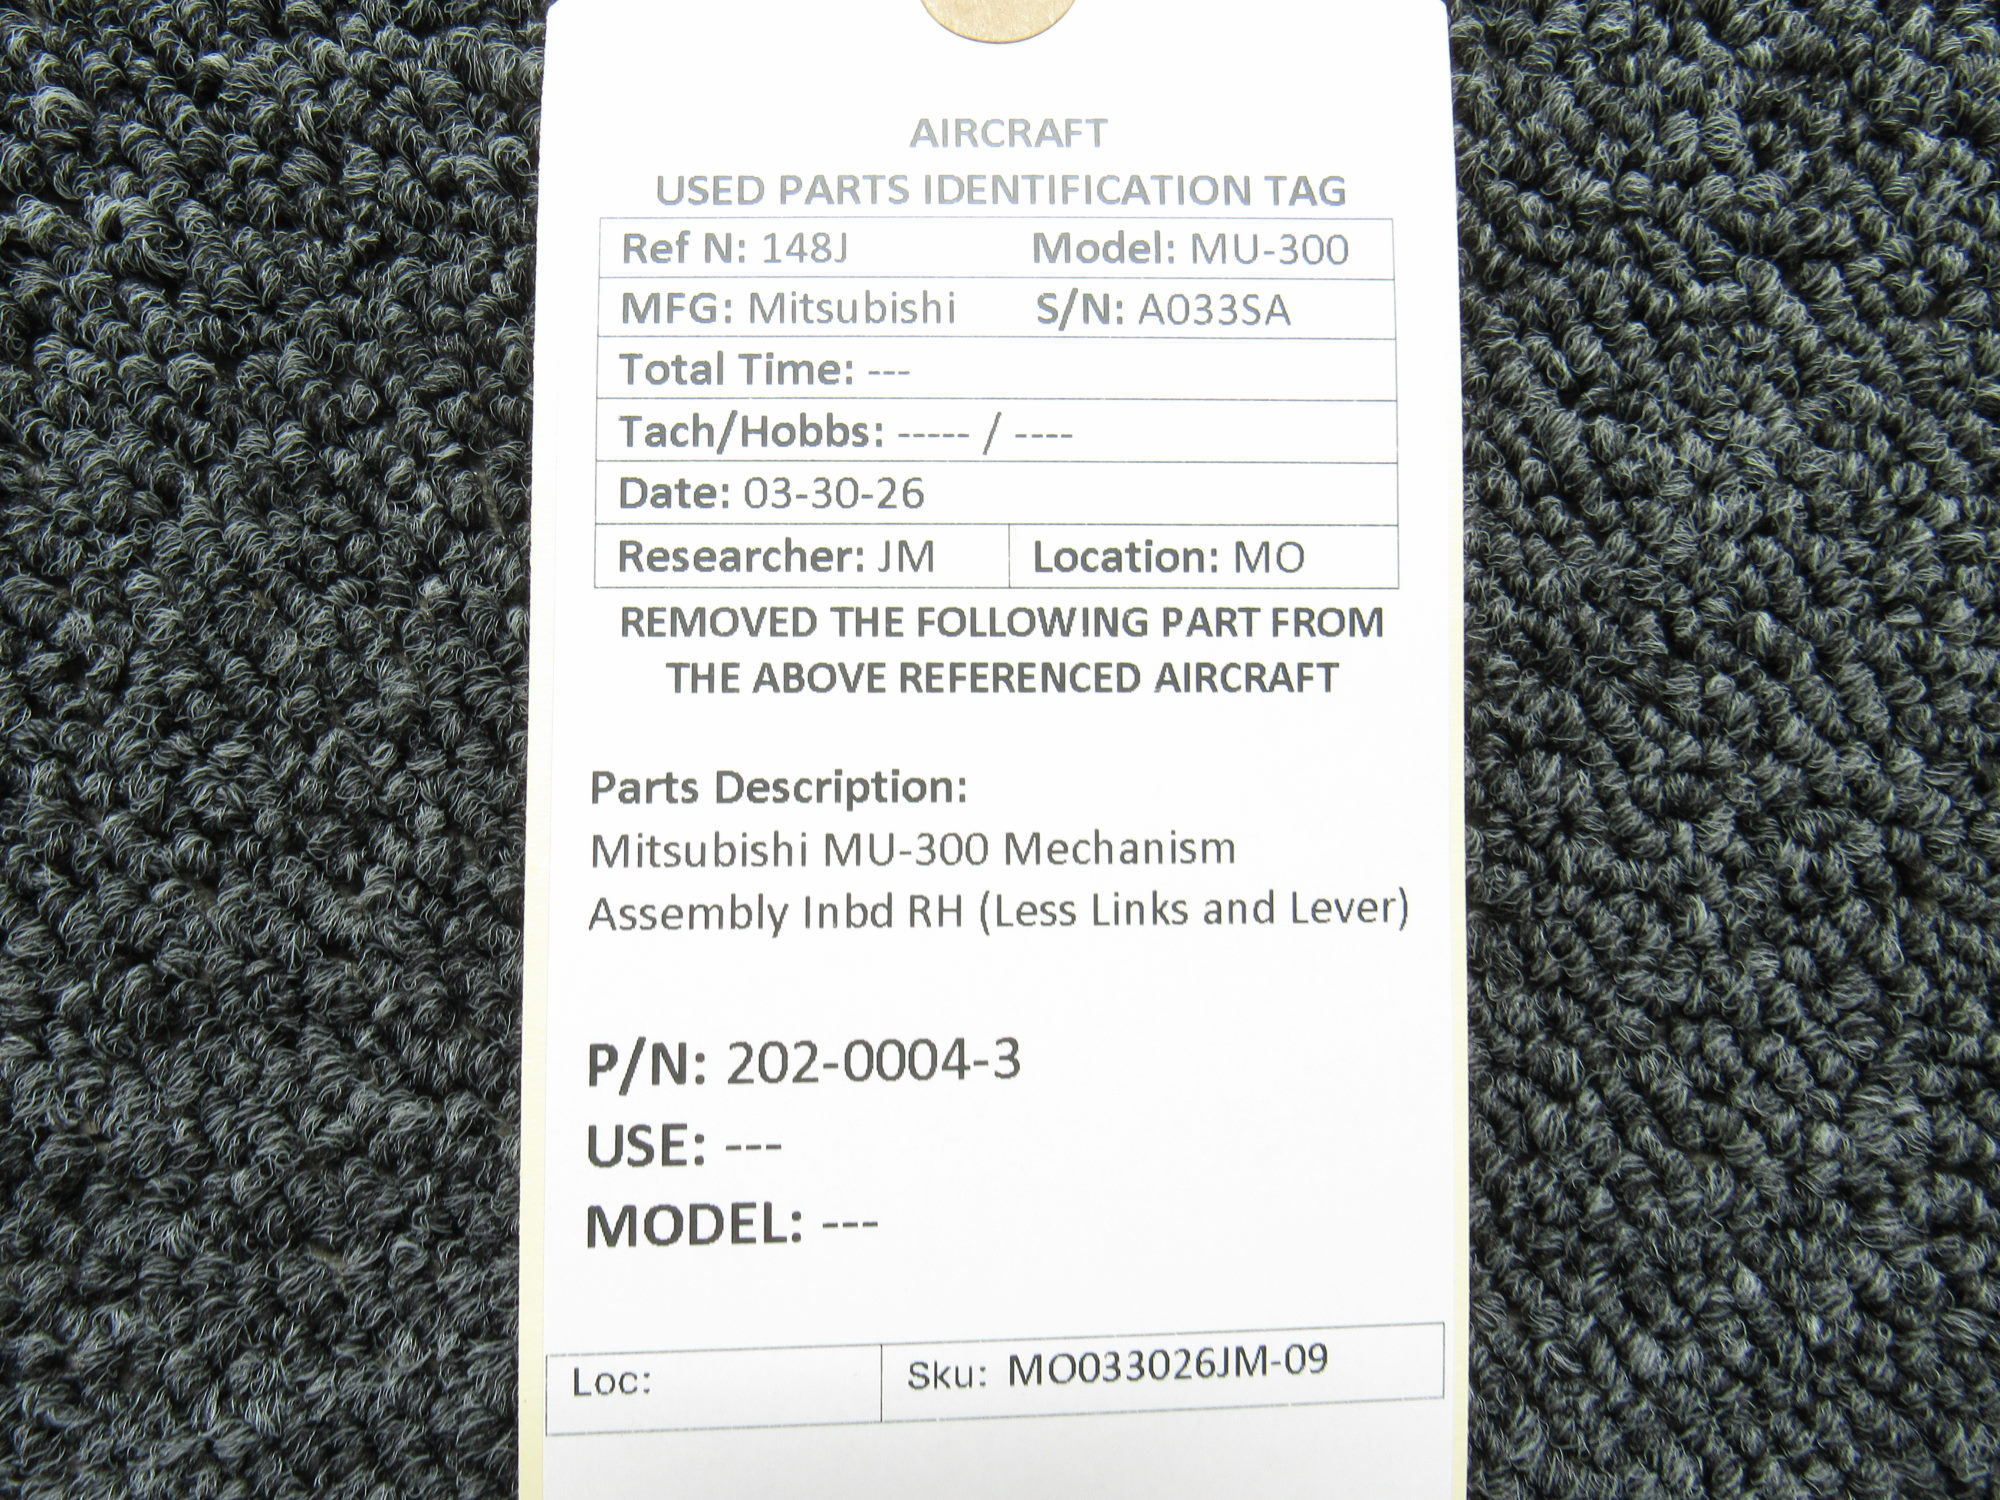 AIRCRAFT
USED PARTS IDENTIFICATION TAG
Ref N: 148J Model: MU-300
MFG: Mitsubishi S/N: A033SA
Total Time: ---
Tach/Hobbs: ----- / ----
Date: 03-30-26
Researcher: JM Location: MO
REMOVED THE FOLLOWING PART FROM
THE ABOVE REFERENCED AIRCRAFT
Parts Description:
Mitsubishi MU-300 Mechanism
Assembly Inbd RH (Less Links and Lever)
P/N: 202-0004-3
USE: ---
MODEL: ---
Loc: Sku: MO033026JM-09